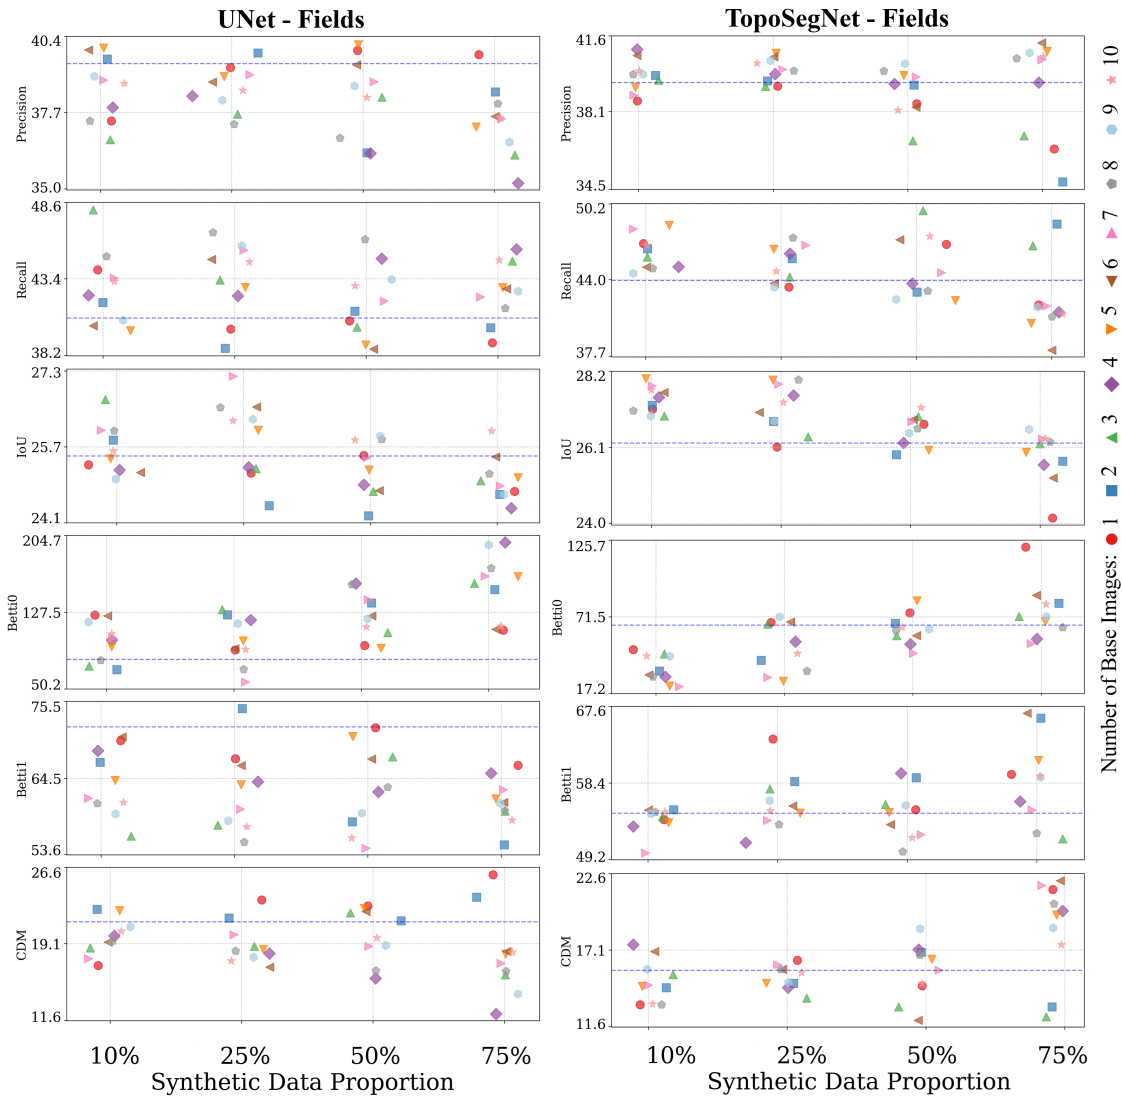 UNet - Fields
40.4
37.7
35.0
Precision
48.6
43.4
38.2
Recall
27.3
25.7
24.1
IoU
204.7
127.5
50.2
Betti0
75.5
64.5
53.6
Betti1
26.6
19.1
11.6
CDM
10% 25% 50% 75%
Synthetic Data Proportion
TopoSegNet - Fields
41.6
38.1
34.5
Precision
50.2
44.0
37.7
Recall
28.2
26.1
24.0
IoU
125.7
71.5
17.2
Betti0
67.6
58.4
49.2
Betti1
22.6
17.1
11.6
CDM
10% 25% 50% 75%
Synthetic Data Proportion
Number of Base Images: 1 2 3 4 5 6 7 8 9 10